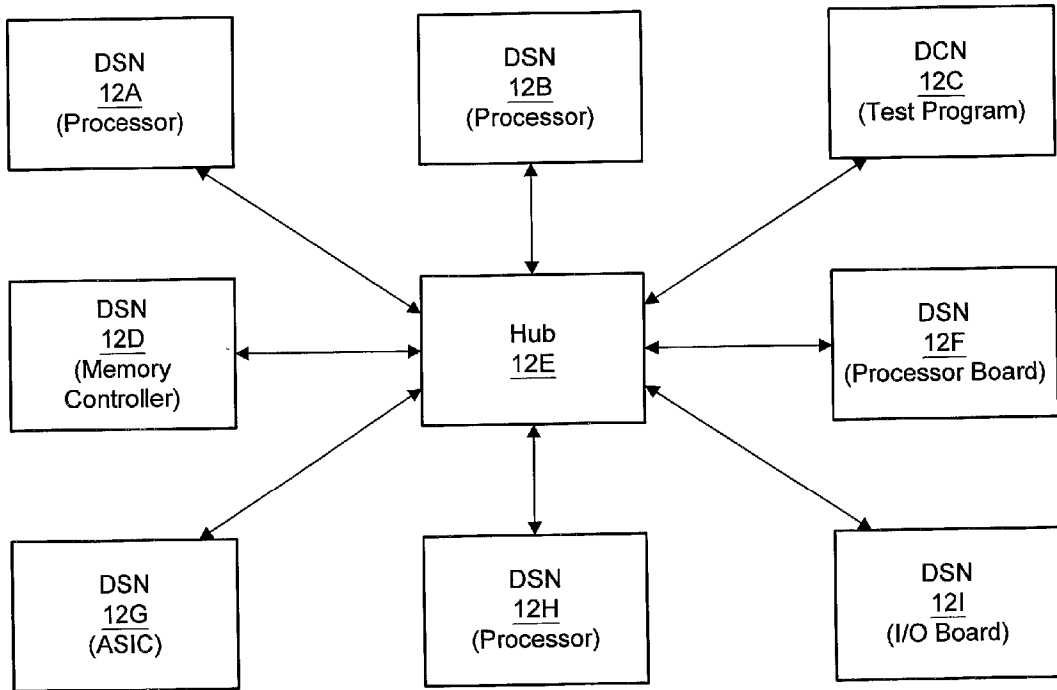 DSN
12A
(Processor)
DSN
12B
(Processor)
DCN
12C
(Test Program)
DSN
12D
(Memory
Controller)
Hub
12E
DSN
12F
(Processor Board)
DSN
12G
(ASIC)
DSN
12H
(Processor)
DSN
12I
(I/O Board)